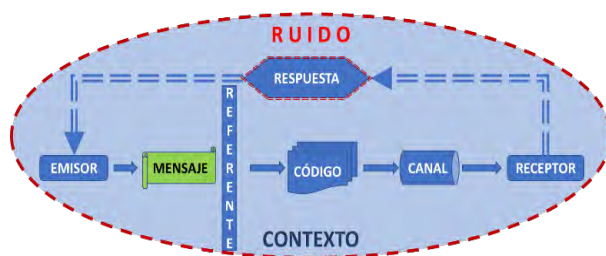 RUIDO
RESPUESTA
REFERENTE
EMISOR
MENSAJE
CÓDIGO
CANAL
RECEPTOR
CONTEXTO